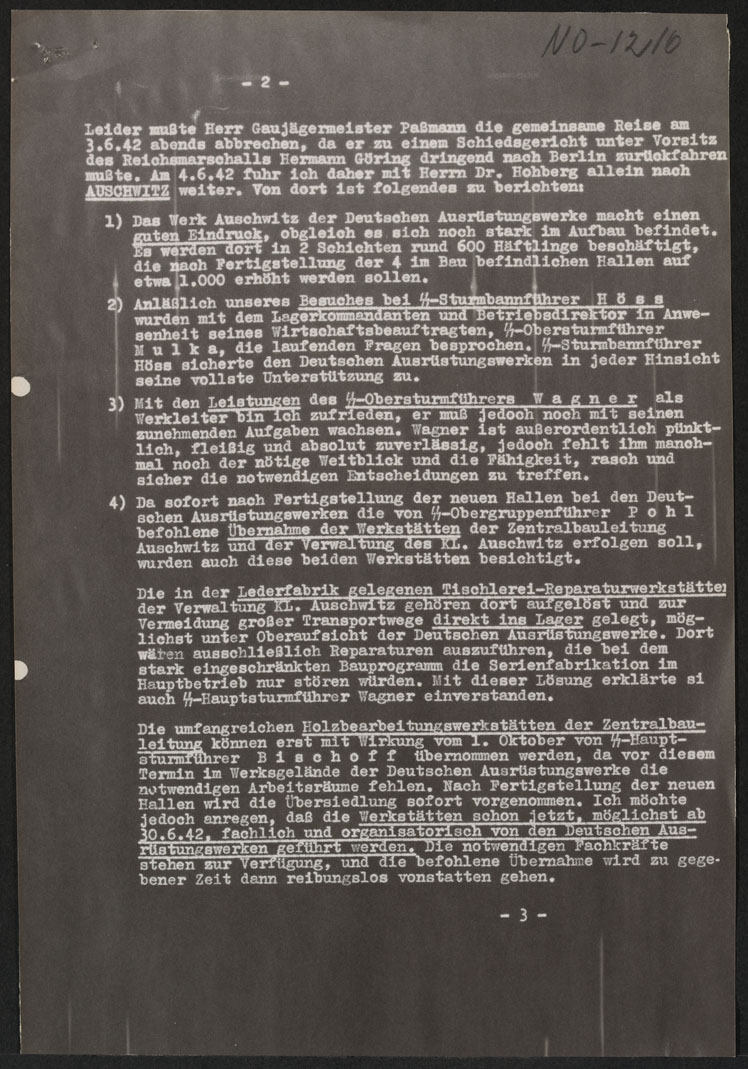 NO-1216
- 2 -
Leider mußte Herr Gaujägermeister Paßmann die gemeinsame Reise am
3.6.42 abends abbrechen, da er zu einem Schiedsgericht unter Vorsitz
des Reichsmarschalls Hermann Göring dringend nach Berlin zurückfahren
mußte. Am 4.6.42 fuhr ich daher mit Herrn Dr. Hohberg allein nach
AUSCHWITZ weiter. Von dort ist folgendes zu berichten:
1) Das Werk Auschwitz der Deutschen Ausrüstungswerke macht einen
guten Eindruck, obgleich es sich noch stark im Aufbau befindet.
Es werden dort in 2 Schichten rund 600 Häftlinge beschäftigt,
die nach Fertigstellung der 4 im Bau befindlichen Hallen auf
etwa 1.000 erhöht werden sollen.
2) Anläßlich unseres Besuches bei ᛋᛋ-Sturmbannführer H ö s s
wurden mit dem Lagerkommandanten und Betriebsdirektor in Anwe-
senheit seines Wirtschaftsbeauftragten, ᛋᛋ-Obersturmführer
M u l k a, die laufenden Fragen besprochen. ᛋᛋ-Sturmbannführer
Höss sicherte den Deutschen Ausrüstungswerken in jeder Hinsicht
seine vollste Unterstützung zu.
3) Mit den Leistungen des ᛋᛋ-Obersturmführers W a g n e r als
Werkleiter bin ich zufrieden, er muß jedoch noch mit seinen
zunehmenden Aufgaben wachsen. Wagner ist außerordentlich pünkt-
lich, fleißig und absolut zuverlässig, jedoch fehlt ihm manch-
mal noch der nötige Weitblick und die Fähigkeit, rasch und
sicher die notwendigen Entscheidungen zu treffen.
4) Da sofort nach Fertigstellung der neuen Hallen bei den Deut-
schen Ausrüstungswerken die von ᛋᛋ-Obergruppenführer P o h l
befohlene Übernahme der Werkstätten der Zentralbauleitung
Auschwitz und der Verwaltung des KL. Auschwitz erfolgen soll,
wurden auch diese beiden Werkstätten besichtigt.
Die in der Lederfabrik gelegenen Tischlerei-Reparaturwerkstätten
der Verwaltung KL. Auschwitz gehören dort aufgelöst und zur
Vermeidung großer Transportwege direkt ins Lager gelegt, mög-
lichst unter Oberaufsicht der Deutschen Ausrüstungswerke. Dort
wären ausschließlich Reparaturen auszuführen, die bei dem
stark eingeschränkten Bauprogramm die Serienfabrikation im
Hauptbetrieb nur stören würden. Mit dieser Lösung erklärte si
auch ᛋᛋ-Hauptsturmführer Wagner einverstanden.
Die umfangreichen Holzbearbeitungswerkstätten der Zentralbau-
leitung können erst mit Wirkung vom 1. Oktober von ᛋᛋ-Haupt-
sturmführer B i s c h o f f übernommen werden, da vor diesem
Termin im Werksgelände der Deutschen Ausrüstungswerke die
notwendigen Arbeitsräume fehlen. Nach Fertigstellung der neuen
Hallen wird die Übersiedlung sofort vorgenommen. Ich möchte
jedoch anregen, daß die Werkstätten schon jetzt, möglichst ab
30.6.42, fachlich und organisatorisch von den Deutschen Aus-
rüstungswerken geführt werden. Die notwendigen Fachkräfte
stehen zur Verfügung, und die befohlene Übernahme wird zu gege-
bener Zeit dann reibungslos vonstatten gehen.
- 3 -